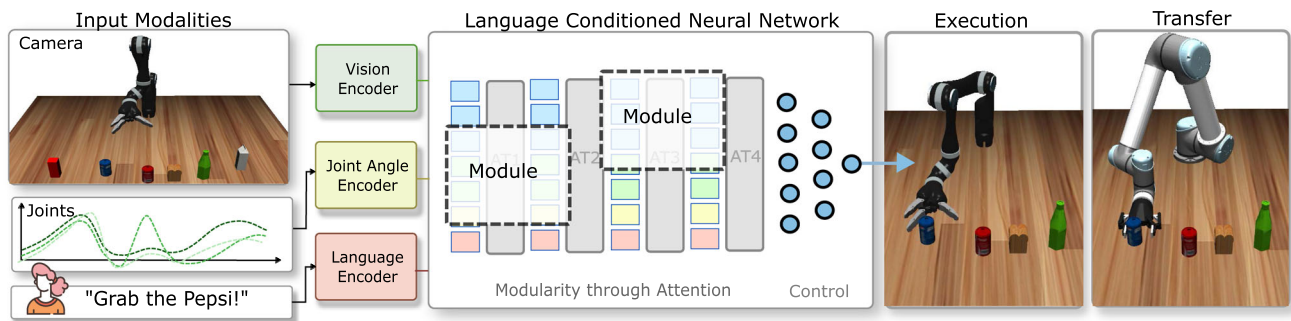 Input Modalities
Language Conditioned Neural Network
Execution
Transfer
Camera
Vision
Encoder
Joint Angle
Encoder
Language
Encoder
Joints
"Grab the Pepsi!"
Module
Module
AT1
AT2
AT3
AT4
Modularity through Attention
Control